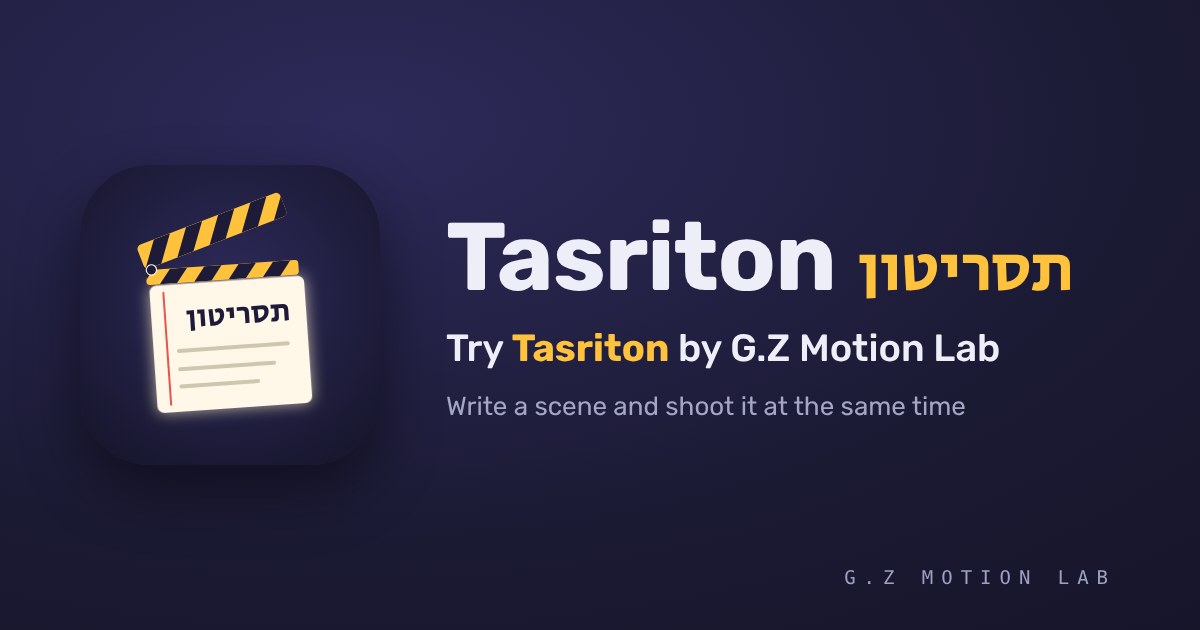 תסריטון
Tasriton תסריטון
Try Tasriton by G.Z Motion Lab
Write a scene and shoot it at the same time
G.Z MOTION LAB